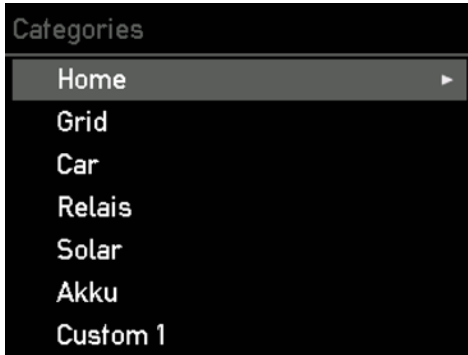 Categories
Home
Grid
Car
Relais
Solar
Akku
Custom 1